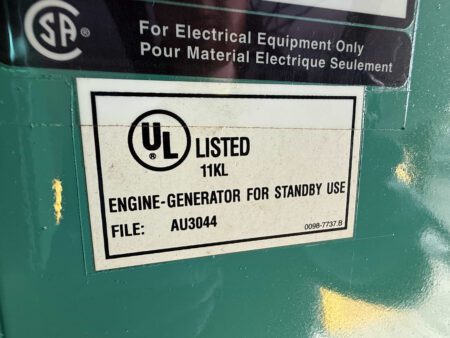 CSA®
For Electrical Equipment Only
Pour Material Electrique Seulement
UL® LISTED
11KL
ENGINE-GENERATOR FOR STANDBY USE
FILE: AU3044
0098-7737.B